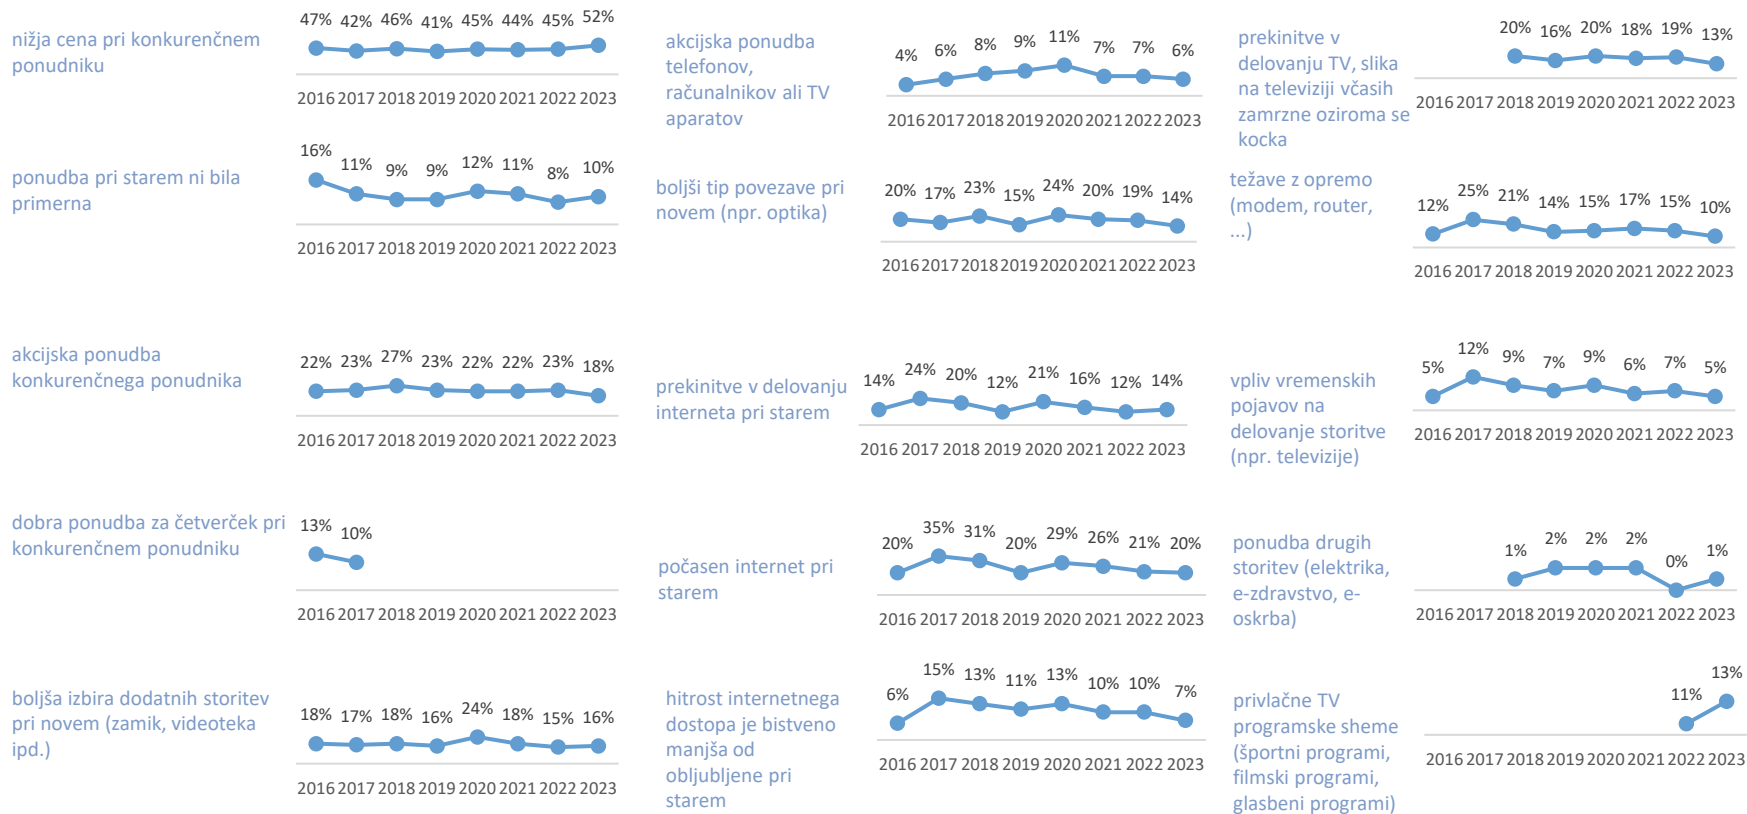 nižja cena pri konkurenčnem
ponudniku
47% 42% 46% 41% 45% 44% 45% 52%
2016 2017 2018 2019 2020 2021 2022 2023
ponudba pri starem ni bila
primerna
16% 11% 9% 9% 12% 11% 8% 10%
2016 2017 2018 2019 2020 2021 2022 2023
akcijska ponudba
konkurenčnega ponudnika
22% 23% 27% 23% 22% 22% 23% 18%
2016 2017 2018 2019 2020 2021 2022 2023
dobra ponudba za četverček pri
konkurenčnem ponudniku
13% 10%
2016 2017 2018 2019 2020 2021 2022 2023
boljša izbira dodatnih storitev
pri novem (zamik, videoteka
ipd.)
18% 17% 18% 16% 24% 18% 15% 16%
2016 2017 2018 2019 2020 2021 2022 2023
akcijska ponudba
telefonov,
računalnikov ali TV
aparatov
4% 6% 8% 9% 11% 7% 7% 6%
2016 2017 2018 2019 2020 2021 2022 2023
boljši tip povezave pri
novem (npr. optika)
20% 17% 23% 15% 24% 20% 19% 14%
2016 2017 2018 2019 2020 2021 2022 2023
prekinitve v delovanju
interneta pri starem
14% 24% 20% 12% 21% 16% 12% 14%
2016 2017 2018 2019 2020 2021 2022 2023
počasen internet pri
starem
20% 35% 31% 20% 29% 26% 21% 20%
2016 2017 2018 2019 2020 2021 2022 2023
hitrost internetnega
dostopa je bistveno
manjša od
obljubljene pri
starem
6% 15% 13% 11% 13% 10% 10% 7%
2016 2017 2018 2019 2020 2021 2022 2023
prekinitve v
delovanju TV, slika
na televiziji včasih
zamrzne oziroma se
kocka
20% 16% 20% 18% 19% 13%
2016 2017 2018 2019 2020 2021 2022 2023
težave z opremo
(modem, router,
...)
12% 25% 21% 14% 15% 17% 15% 10%
2016 2017 2018 2019 2020 2021 2022 2023
vpliv vremenskih
pojavov na
delovanje storitve
(npr. televizije)
5% 12% 9% 7% 9% 6% 7% 5%
2016 2017 2018 2019 2020 2021 2022 2023
ponudba drugih
storitev (elektrika,
e-zdravstvo, e-
oskrba)
1% 2% 2% 2% 0% 1%
2016 2017 2018 2019 2020 2021 2022 2023
privlačne TV
programske sheme
(športni programi,
filmski programi,
glasbeni programi)
11% 13%
2016 2017 2018 2019 2020 2021 2022 2023